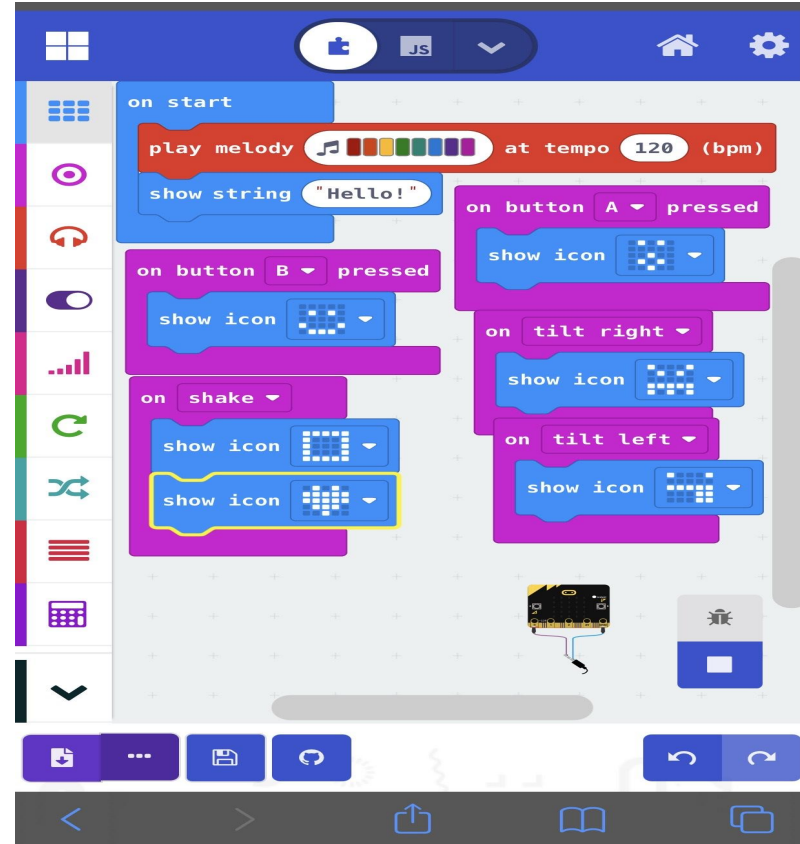 JS
on start
play melody at tempo 120 (bpm)
show string "Hello!"
on button A pressed
show icon
on button B pressed
show icon
on tilt right
show icon
on shake
show icon
show icon
on tilt left
show icon